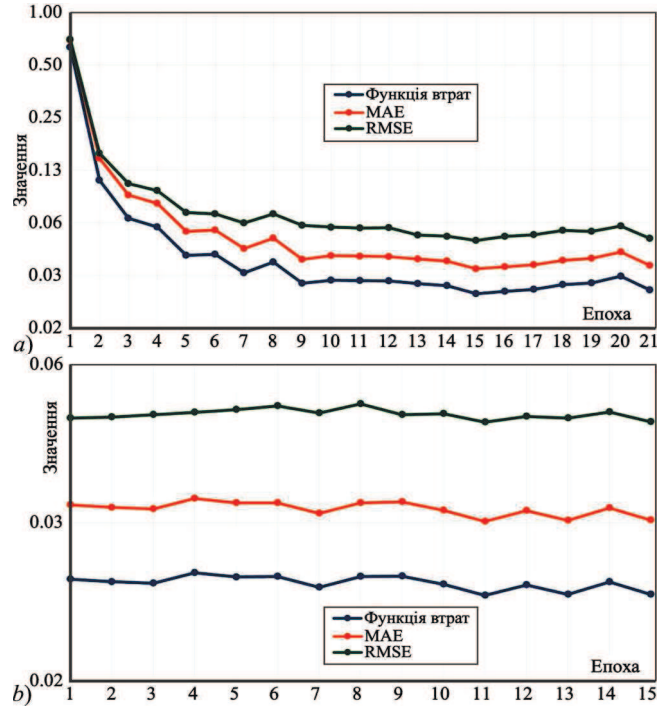 1.00
0.50
0.25
0.13
0.06
0.03
0.02
Значення
Функція втрат
MAE
RMSE
Епоха
1 2 3 4 5 6 7 8 9 10 11 12 13 14 15 16 17 18 19 20 21
a)
0.06
0.03
0.02
Значення
Функція втрат
MAE
RMSE
Епоха
1 2 3 4 5 6 7 8 9 10 11 12 13 14 15
b)